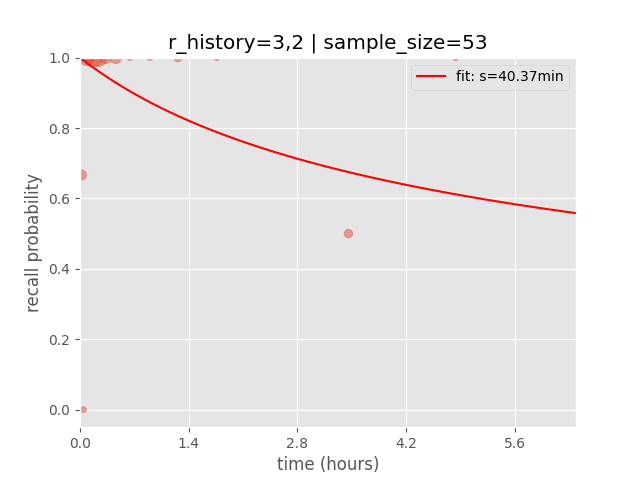 r_history=3,2 | sample_size=53
fit: s=40.37min
recall probability
1.0
0.8
0.6
0.4
0.2
0.0
0.0 1.4 2.8 4.2 5.6
time (hours)